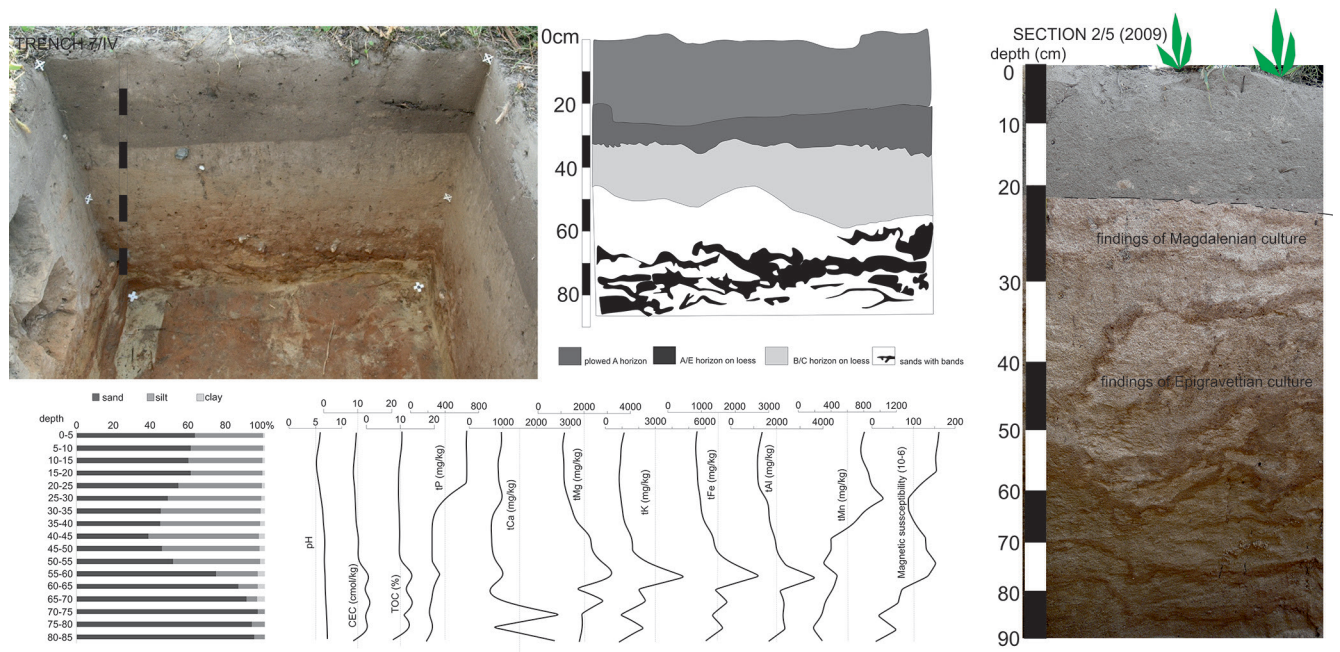 TRENCH 7/IV
0cm
20
40
60
80
plowed A horizon
A/E horizon on loess
B/C horizon on loess
sands with bands
SECTION 2/5 (2009)
depth (cm)
0
10
20
30
40
50
60
70
80
90
findings of Magdalenian culture
findings of Epigravettian culture
sand silt clay
depth
0 20 40 60 80 100%
0-5
5-10
10-15
15-20
20-25
25-30
30-35
35-40
40-45
45-50
50-55
55-60
60-65
65-70
70-75
75-80
80-85
0 10 10 20 400 800
0 2000 4000 6000 2000 3000 0 400 800 1200 200
5 10 0 20 0 1000 2000 0 3000 0 2000 4000 0
pH
CEC (cmol/kg)
TOC (%)
tP (mg/kg)
tCa (mg/kg)
tMg (mg/kg)
tK (mg/kg)
tFe (mg/kg)
tAl (mg/kg)
tMn (mg/kg)
Magnetic sussceptibility (10-6)